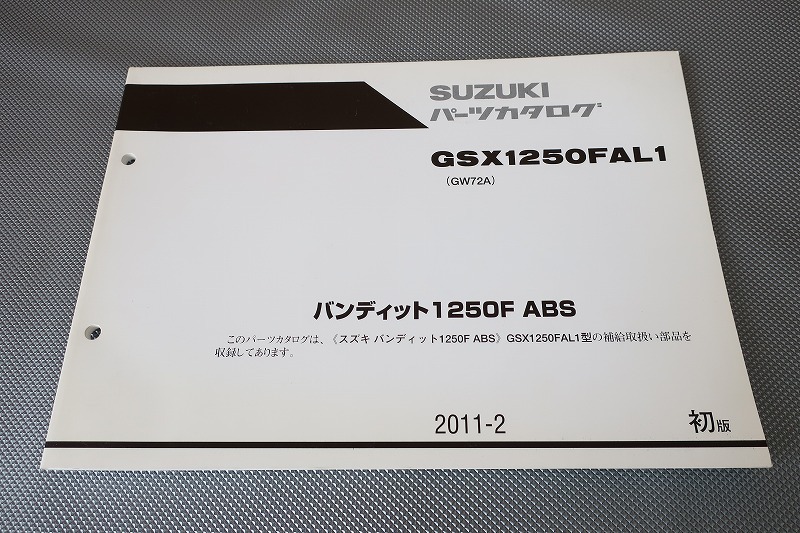 SUZUKI
パーツカタログ
GSX1250FAL1
(GW72A)
バンディット1250F ABS
このパーツカタログは、《スズキ バンディット1250F ABS》GSX1250FAL1型の補給取扱い部品を
収録してあります。
2011-2 初版